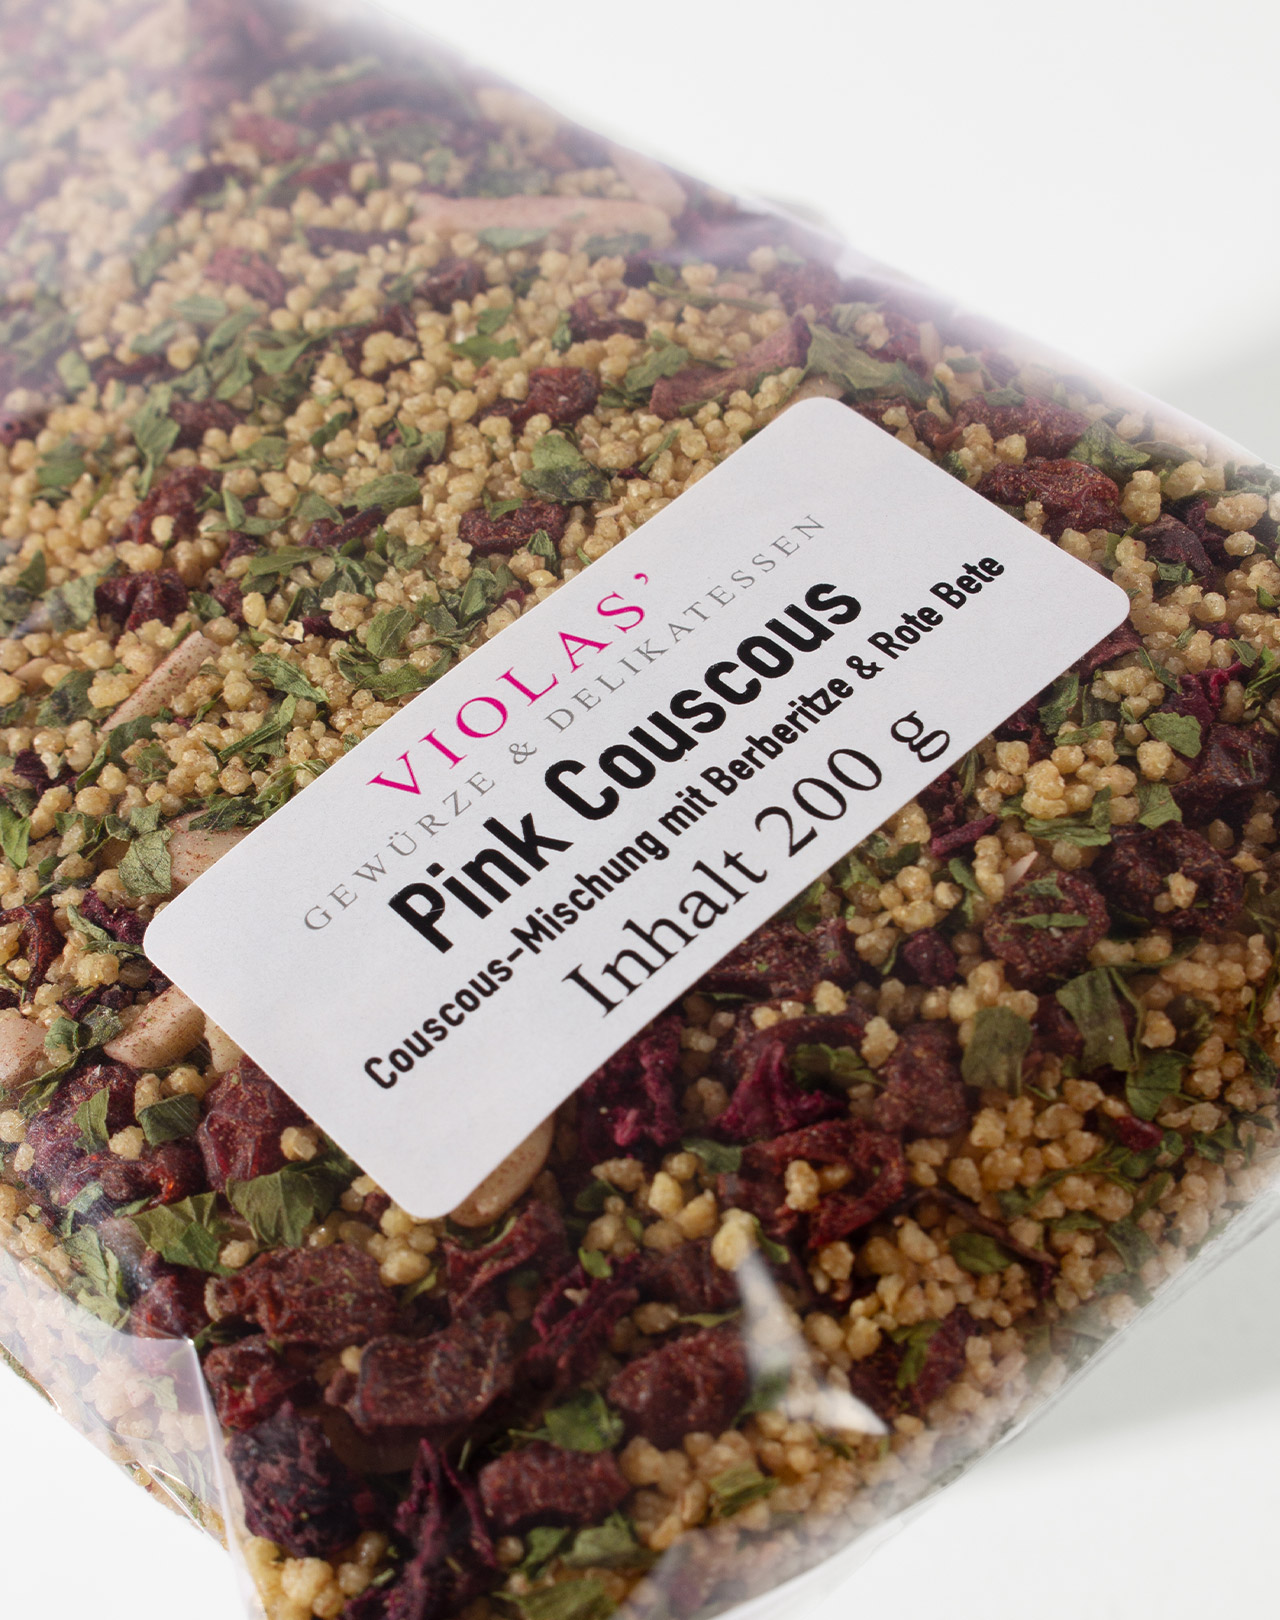 VIOLAS’
GEWÜRZE & DELIKATESSEN
Pink Couscous
Couscous-Mischung mit Berberitze & Rote Bete
Inhalt 200 g